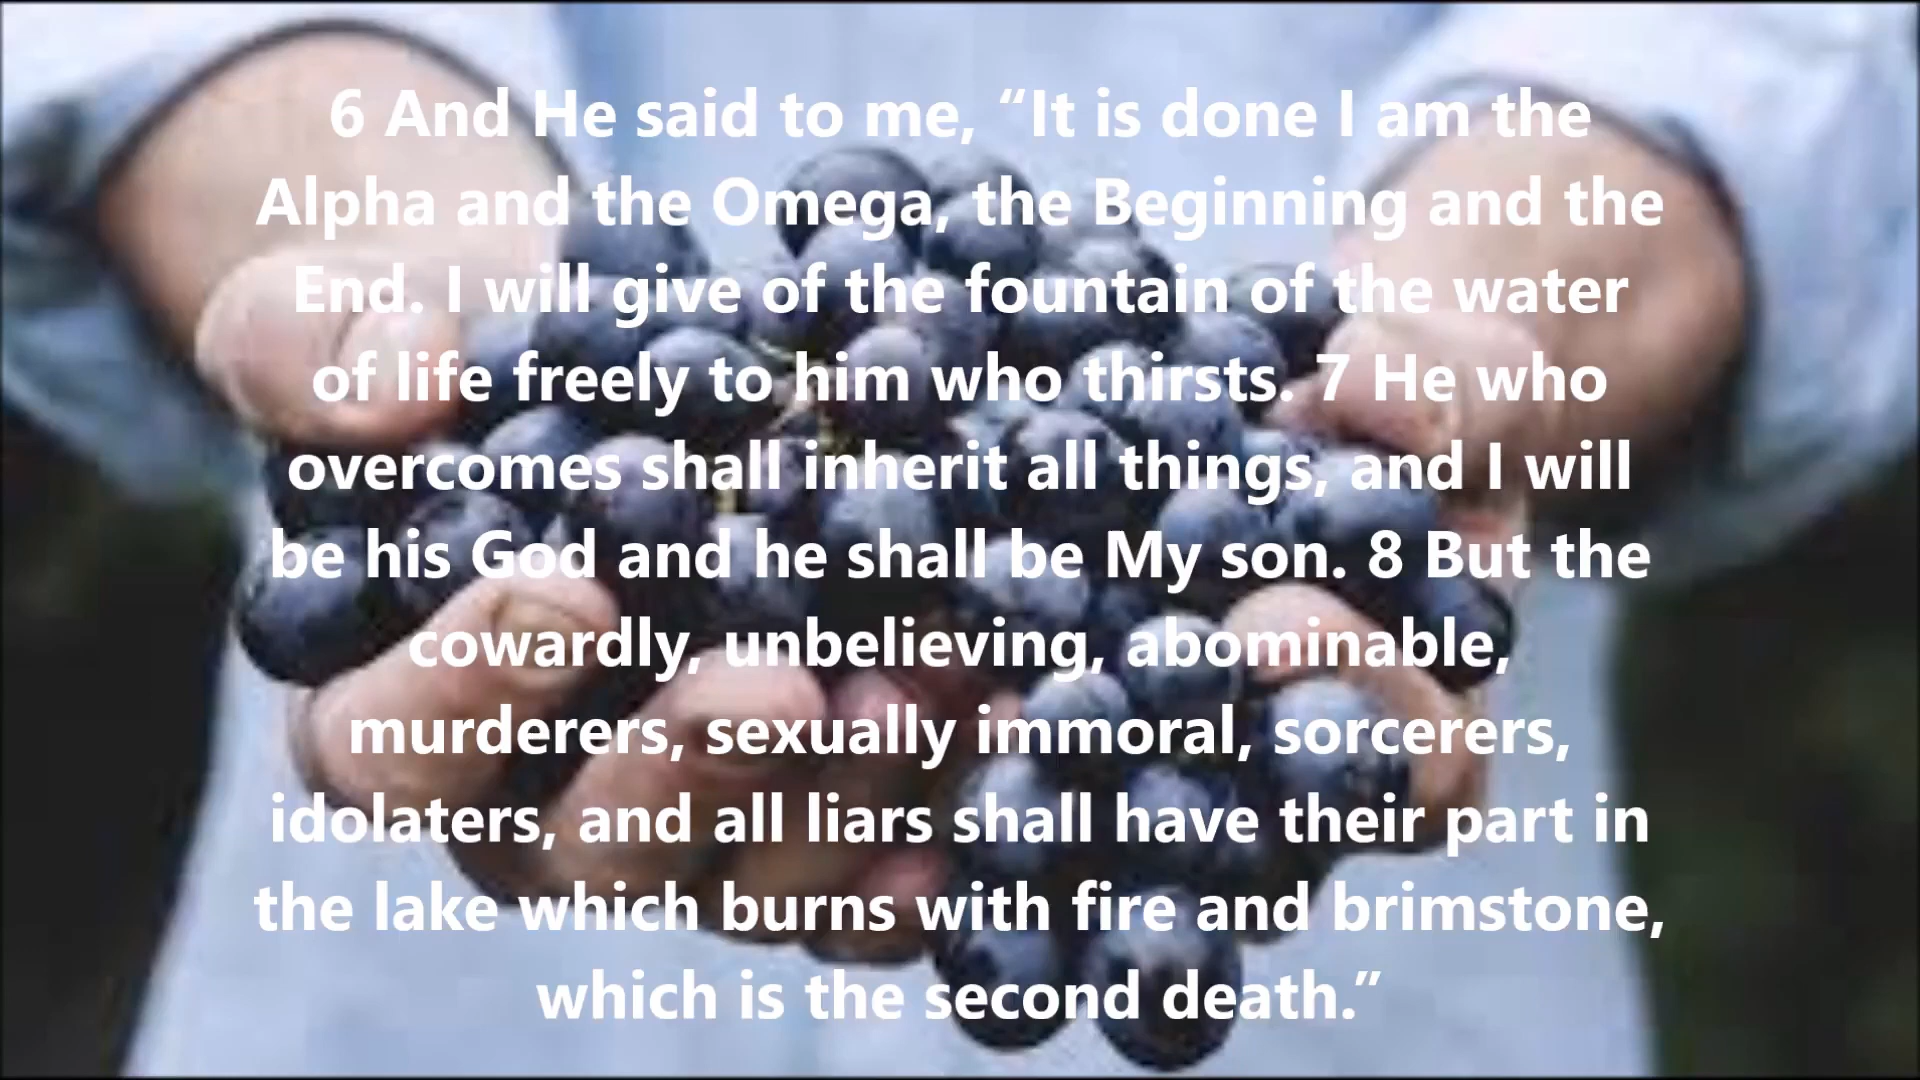 6 And He said to me, “It is done I am the
Alpha and the Omega, the Beginning and the
End. I will give of the fountain of the water
of life freely to him who thirsts. 7 He who
overcomes shall inherit all things, and I will
be his God and he shall be My son. 8 But the
cowardly, unbelieving, abominable,
murderers, sexually immoral, sorcerers,
idolaters, and all liars shall have their part in
the lake which burns with fire and brimstone,
which is the second death.”